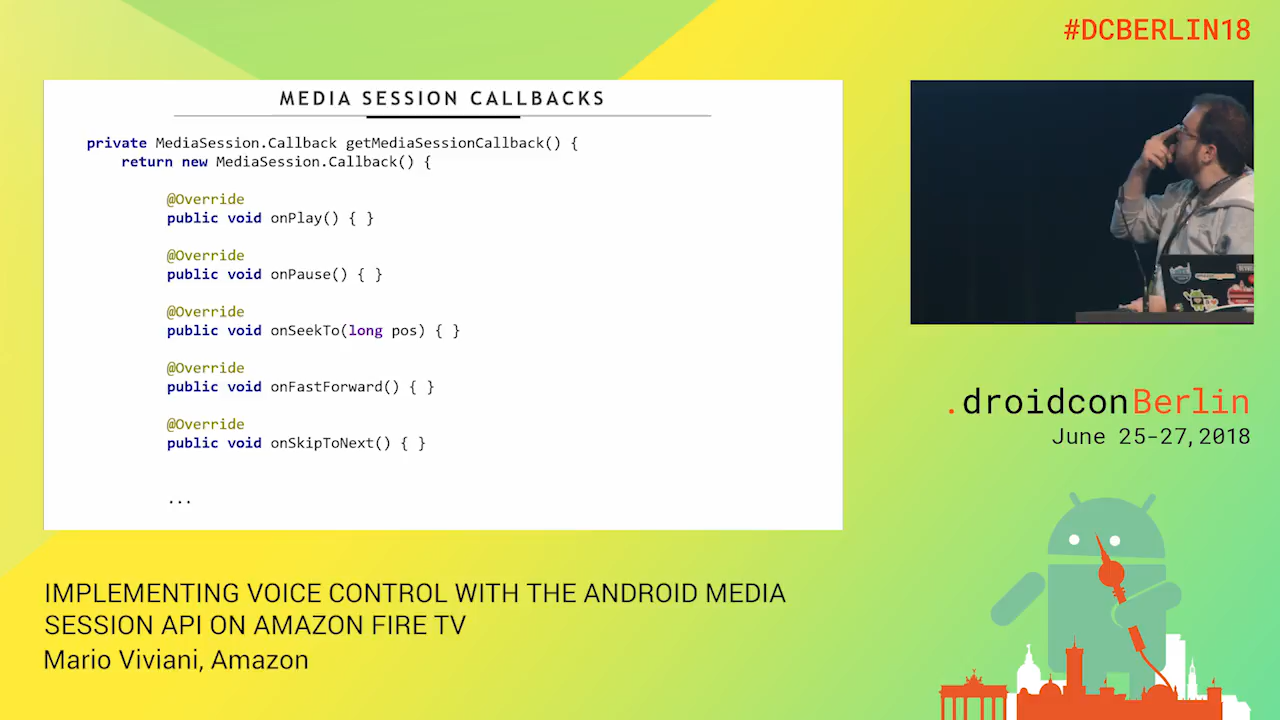 #DCBERLIN18
MEDIA SESSION CALLBACKS
private MediaSession.Callback getMediaSessionCallback() {
return new MediaSession.Callback() {
@Override
public void onPlay() { }
@Override
public void onPause() { }
@Override
public void onSeekTo(long pos) { }
@Override
public void onFastForward() { }
@Override
public void onSkipToNext() { }
...
.droidconBerlin
June 25-27,2018
IMPLEMENTING VOICE CONTROL WITH THE ANDROID MEDIA
SESSION API ON AMAZON FIRE TV
Mario Viviani, Amazon